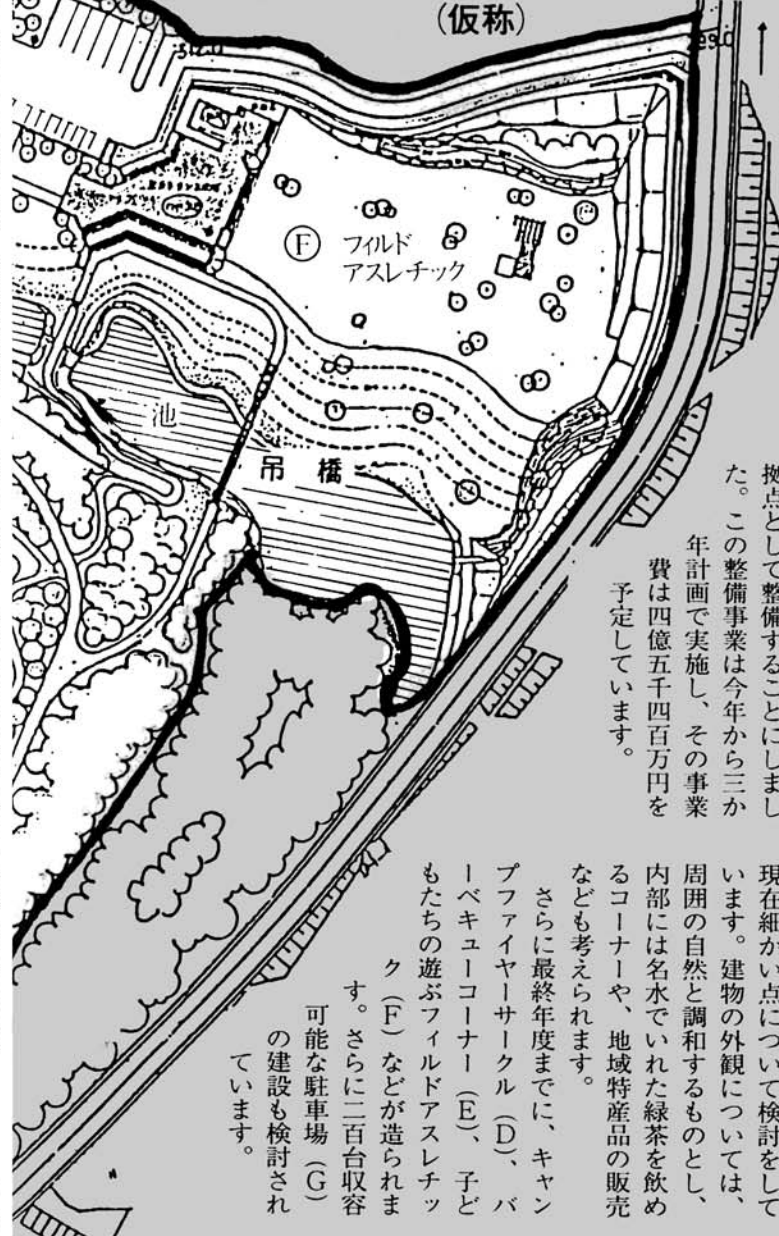 (仮称)
312.0
Ⓕ フィルド
アスレチック
池
吊橋
拠点として整備することにしまし
た。この整備事業は今年から三か
年計画で実施し、その事業
費は四億五千四百万円を
予定しています。
現在細かい点について検討をして
います。建物の外観については、
周囲の自然と調和するものとし、
内部には名水でいれた緑茶を飲め
るコーナーや、地域特産品の販売
なども考えられます。
さらに最終年度までに、キャン
プファイヤーサークル(D)、バ
ーベキューコーナー(E)、子ど
もたちの遊ぶフィルドアスレチッ
ク(F)などが造られま
す。さらに二百台収容
可能な駐車場(G)
の建設も検討され
ています。